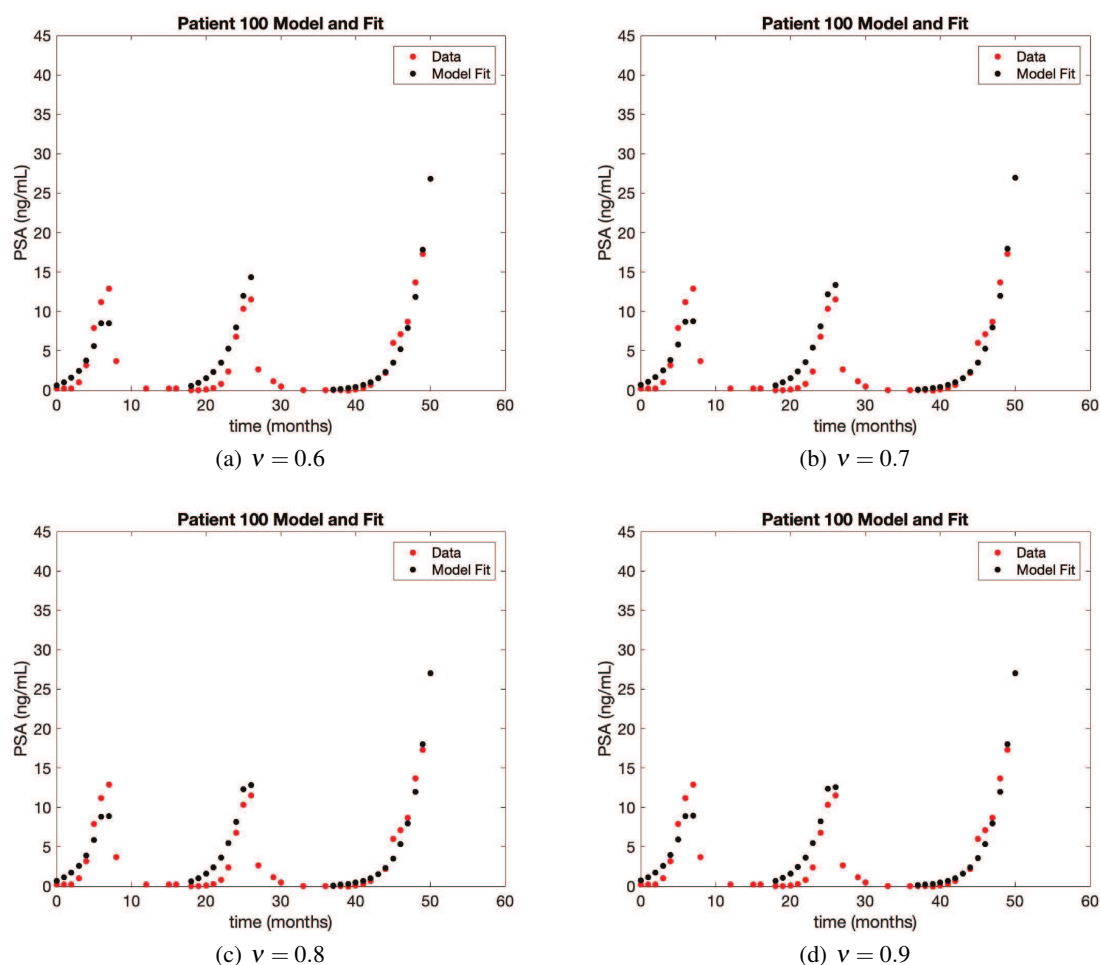 Patient 100 Model and Fit
45
40
35
30
25
20
15
10
5
0
PSA (ng/mL)
Data
Model Fit
0 10 20 30 40 50 60
time (months)
(a) ν = 0.6
Patient 100 Model and Fit
45
40
35
30
25
20
15
10
5
0
PSA (ng/mL)
Data
Model Fit
0 10 20 30 40 50 60
time (months)
(b) ν = 0.7
Patient 100 Model and Fit
45
40
35
30
25
20
15
10
5
0
PSA (ng/mL)
Data
Model Fit
0 10 20 30 40 50 60
time (months)
(c) ν = 0.8
Patient 100 Model and Fit
45
40
35
30
25
20
15
10
5
0
PSA (ng/mL)
Data
Model Fit
0 10 20 30 40 50 60
time (months)
(d) ν = 0.9